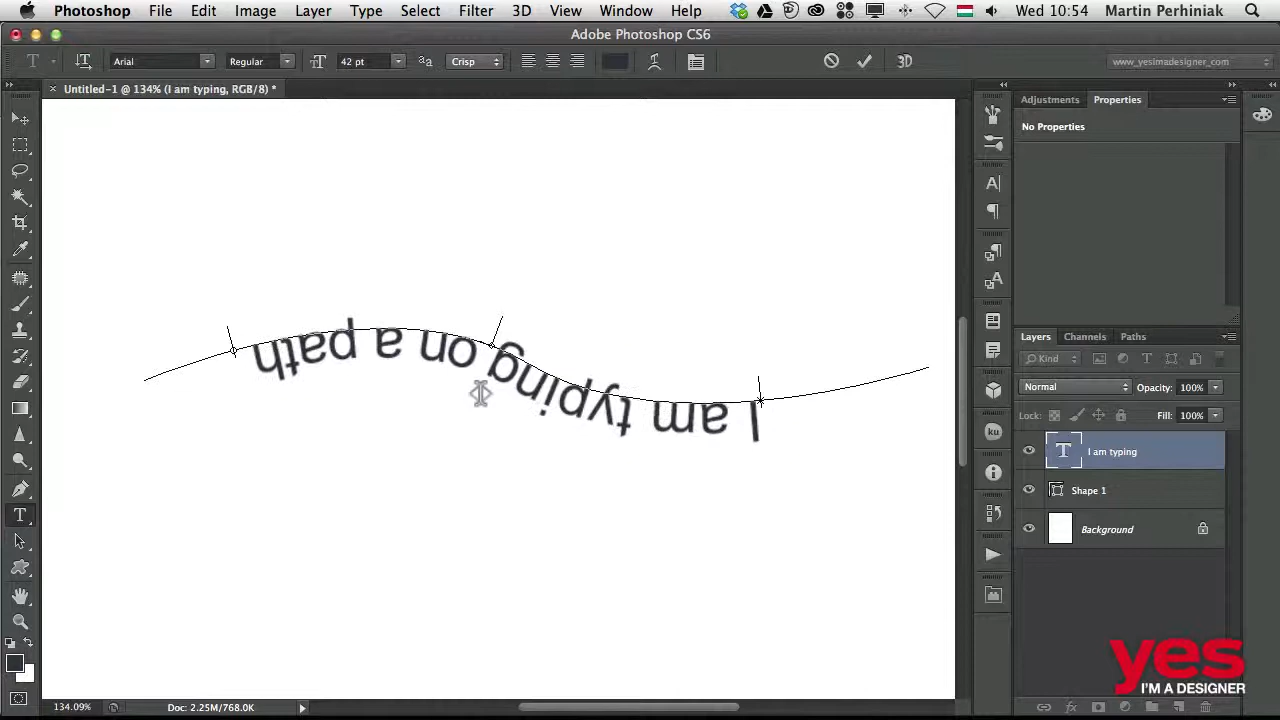 Photoshop File Edit Image Layer Type Select Filter 3D View Window Help Wed 10:54 Martin Perhiniak
Adobe Photoshop CS6
T Arial Regular 42 pt aa Crisp 3D www_yesimadesigner_com
× Untitled-1 @ 134% (I am typing, RGB/8) *
Adjustments Properties
No Properties
I am typing on a path
Layers Channels Paths
Kind
Normal Opacity: 100%
Lock: Fill: 100%
T I am typing
Shape 1
Background
134.09% Doc: 2.25M/768.0K
yes
I'M A DESIGNER